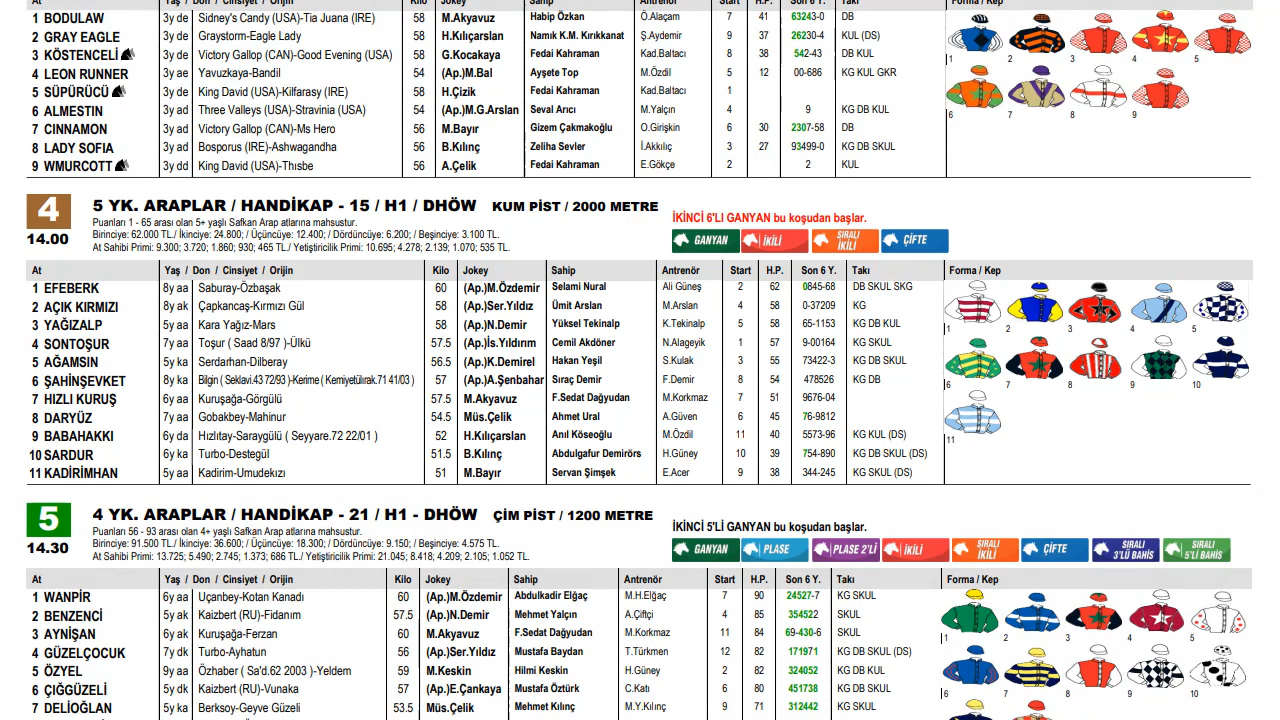 At Yaş / Don / Cinsiyet / Orijin Kilo Jokey Sahip Antrenör Start H.P. Son 6 Y. Takı Forma / Kep
1 BODULAW 3y de Sidney's Candy (USA)-Tia Juana (IRE) 58 M.Akyavuz Habip Özkan Ö.Alaçam 7 41 63243-0 DB
2 GRAY EAGLE 3y de Graystorm-Eagle Lady 58 H.Kılıçarslan Namık K.M. Kırıkkanat Ş.Aydemir 9 37 26230-4 KUL (DS)
3 KÖSTENCELİ 3y de Victory Gallop (CAN)-Good Evening (USA) 58 G.Kocakaya Fedai Kahraman Kad.Baltacı 8 38 542-43 DB KUL
4 LEON RUNNER 3y ae Yavuzkaya-Bandil 54 (Ap.)M.Bal Ayşete Top M.Özdil 5 12 00-686 KG KUL GKR
5 SÜPÜRÜCÜ 3y de King David (USA)-Kilfarasy (IRE) 58 H.Çizik Fedai Kahraman Kad.Baltacı 1
6 ALMESTIN 3y ad Three Valleys (USA)-Stravinia (USA) 54 (Ap.)M.G.Arslan Seval Arıcı M.Yalçın 4 9 KG DB KUL
7 CINNAMON 3y ad Victory Gallop (CAN)-Ms Hero 56 M.Bayır Gizem Çakmakoğlu O.Girişkin 6 30 2307-58 DB
8 LADY SOFIA 3y ad Bosporus (IRE)-Ashwagandha 56 B.Kılınç Zeliha Sevler İ.Akkılıç 3 27 93499-0 KG DB SKUL
9 WMURCOTT 3y dd King David (USA)-Thısbe 56 A.Çelik Fedai Kahraman E.Gökçe 2 2 KUL
1 2 3 4 5
6 7 8 9
4 5 YK. ARAPLAR / HANDİKAP - 15 / H1 / DHÖW KUM PİST / 2000 METRE
14.00
Puanları 1 - 65 arası olan 5+ yaşlı Safkan Arap atlarına mahsustur.
Birinciye: 62.000 TL./ İkinciye: 24.800; / Üçüncüye: 12.400; / Dördüncüye: 6.200; / Beşinciye: 3.100 TL.
At Sahibi Primi: 9.300; 3.720; 1.860; 930; 465 TL./ Yetiştiricilik Primi: 10.695; 4.278; 2.139; 1.070; 535 TL.
İKİNCİ 6'LI GANYAN bu koşudan başlar.
GANYAN İKİLİ SIRALI İKİLİ ÇİFTE
At Yaş / Don / Cinsiyet / Orijin Kilo Jokey Sahip Antrenör Start H.P. Son 6 Y. Takı Forma / Kep
1 EFEBERK 8y aa Saburay-Özbaşak 60 (Ap.)M.Özdemir Selami Nural Ali Güneş 2 62 0845-68 DB SKUL SKG
2 AÇIK KIRMIZI 8y ak Çapkancaş-Kırmızı Gül 58 (Ap.)Ser.Yıldız Ümit Arslan M.Arslan 4 58 0-37209 KG
3 YAĞIZALP 5y aa Kara Yağız-Mars 58 (Ap.)N.Demir Yüksel Tekinalp K.Tekinalp 5 58 65-1153 KG DB KUL
4 SONTOŞUR 7y aa Toşur ( Saad 8/97 )-Ülkü 57.5 (Ap.)İs.Yıldırım Cemil Akdöner N.Alageyik 1 57 9-00164 KG SKUL
5 AĞAMSIN 5y ka Serdarhan-Dilberay 56.5 (Ap.)K.Demirel Hakan Yeşil S.Kulak 3 55 73422-3 KG DB SKUL
6 ŞAHİNŞEVKET 8y ka Bilgin ( Seklavi.43 72/93 )-Kerime ( Kemiyetülırak.71 41/03 ) 57 (Ap.)A.Şenbahar Sıraç Demir F.Demir 8 54 478526 KG DB
7 HIZLI KURUŞ 6y aa Kuruşağa-Görgülü 57.5 M.Akyavuz F.Sedat Dağyudan M.Korkmaz 7 51 9676-04
8 DARYÜZ 7y aa Gobakbey-Mahinur 54.5 Müs.Çelik Ahmet Ural A.Güven 6 45 76-9812
9 BABAHAKKI 6y da Hızlıtay-Saraygülü ( Seyyare.72 22/01 ) 52 H.Kılıçarslan Anıl Köseoğlu M.Özdil 11 40 5573-96 KG KUL (DS)
10 SARDUR 6y ka Turbo-Destegül 51.5 B.Kılınç Abdulgafur Demirörs H.Güney 10 39 754-890 KG DB SKUL (DS)
11 KADİRİMHAN 5y aa Kadirim-Umudekızı 51 M.Bayır Servan Şimşek E.Acer 9 38 344-245 KG SKUL (DS)
1 2 3 4 5
6 7 8 9 10
11
5 4 YK. ARAPLAR / HANDİKAP - 21 / H1 - DHÖW ÇİM PİST / 1200 METRE
14.30
Puanları 56 - 93 arası olan 4+ yaşlı Safkan Arap atlarına mahsustur.
Birinciye: 91.500 TL./ İkinciye: 36.600; / Üçüncüye: 18.300; / Dördüncüye: 9.150; / Beşinciye: 4.575 TL.
At Sahibi Primi: 13.725; 5.490; 2.745; 1.373; 686 TL./ Yetiştiricilik Primi: 21.045; 8.418; 4.209; 2.105; 1.052 TL.
İKİNCİ 5'Lİ GANYAN bu koşudan başlar.
GANYAN PLASE PLASE 2'Lİ İKİLİ SIRALI İKİLİ ÇİFTE SIRALI 3'LÜ BAHİS SIRALI 5'Lİ BAHİS
At Yaş / Don / Cinsiyet / Orijin Kilo Jokey Sahip Antrenör Start H.P. Son 6 Y. Takı Forma / Kep
1 WANPİR 6y aa Uçanbey-Kotan Kanadı 60 (Ap.)M.Özdemir Abdulkadir Elğaç M.H.Elğaç 7 90 24527-7 KG SKUL
2 BENZENCİ 6y ak Kaizbert (RU)-Fidanım 57.5 (Ap.)N.Demir Mehmet Yalçın A.Çiftçi 4 85 354522 SKUL
3 AYNİŞAN 6y ak Kuruşağa-Ferzan 60 M.Akyavuz F.Sedat Dağyudan M.Korkmaz 11 84 69-430-6 SKUL
4 GÜZELÇOCUK 7y dk Turbo-Ayhatun 56 (Ap.)Ser.Yıldız Mustafa Baydan T.Türkmen 12 82 171971 KG DB SKUL (DS)
5 ÖZYEL 9y aa Özhaber ( Sa'd.62 2003 )-Yeldem 59 M.Keskin Hilmi Keskin H.Güney 2 82 324052 KG DB KUL
6 ÇIĞGÜZELİ 5y dk Kaizbert (RU)-Vunaka 57 (Ap.)E.Çankaya Mustafa Öztürk C.Katı 6 80 451738 KG DB SKUL
7 DELİOĞLAN 5y ka Berksoy-Geyve Güzeli 53.5 Müs.Çelik Mehmet Kılınç M.Y.Kılınç 9 71 312442 KG SKUL
1 2 3 4 5
6 7 8 9 10